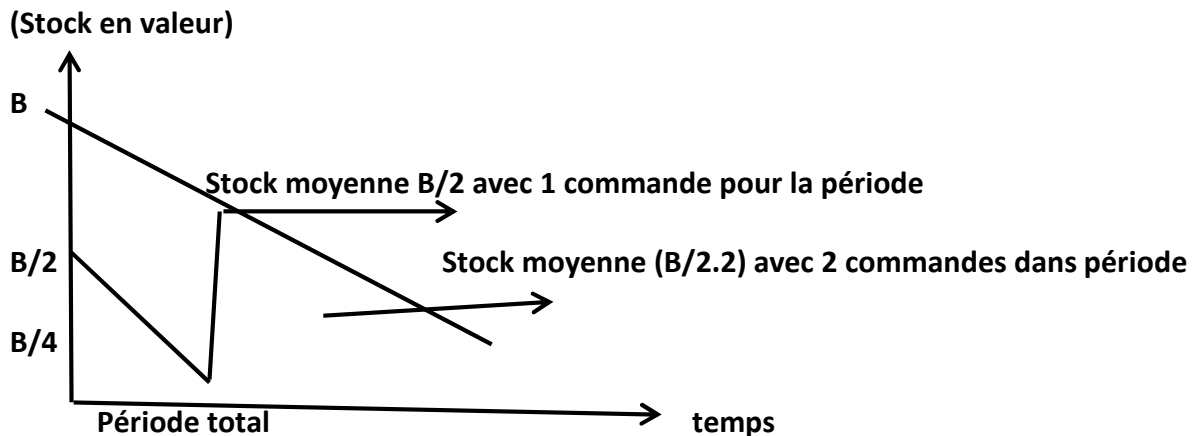 (Stock en valeur)
B
Stock moyenne B/2 avec 1 commande pour la période
B/2
Stock moyenne (B/2.2) avec 2 commandes dans période
B/4
Période total
temps